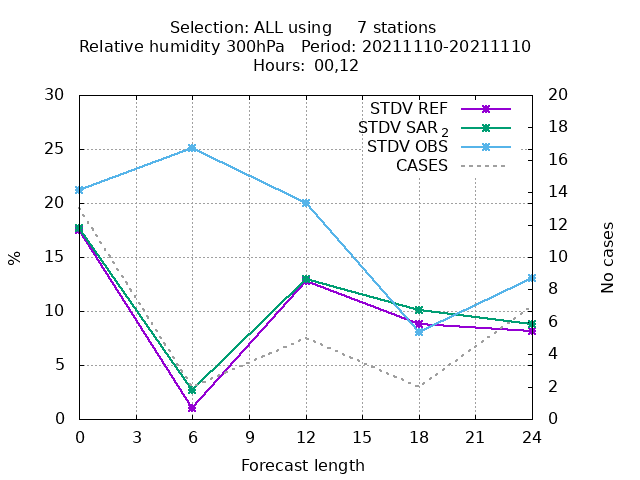 Selection: ALL using     7 stations
Relative humidity 300hPa   Period: 20211110-20211110
Hours: 00,12
STDV REF
STDV SAR2
STDV OBS
CASES
30
25
20
15
10
5
0
%
20
18
16
14
12
10
8
6
4
2
0
No cases
0 3 6 9 12 15 18 21 24
Forecast length